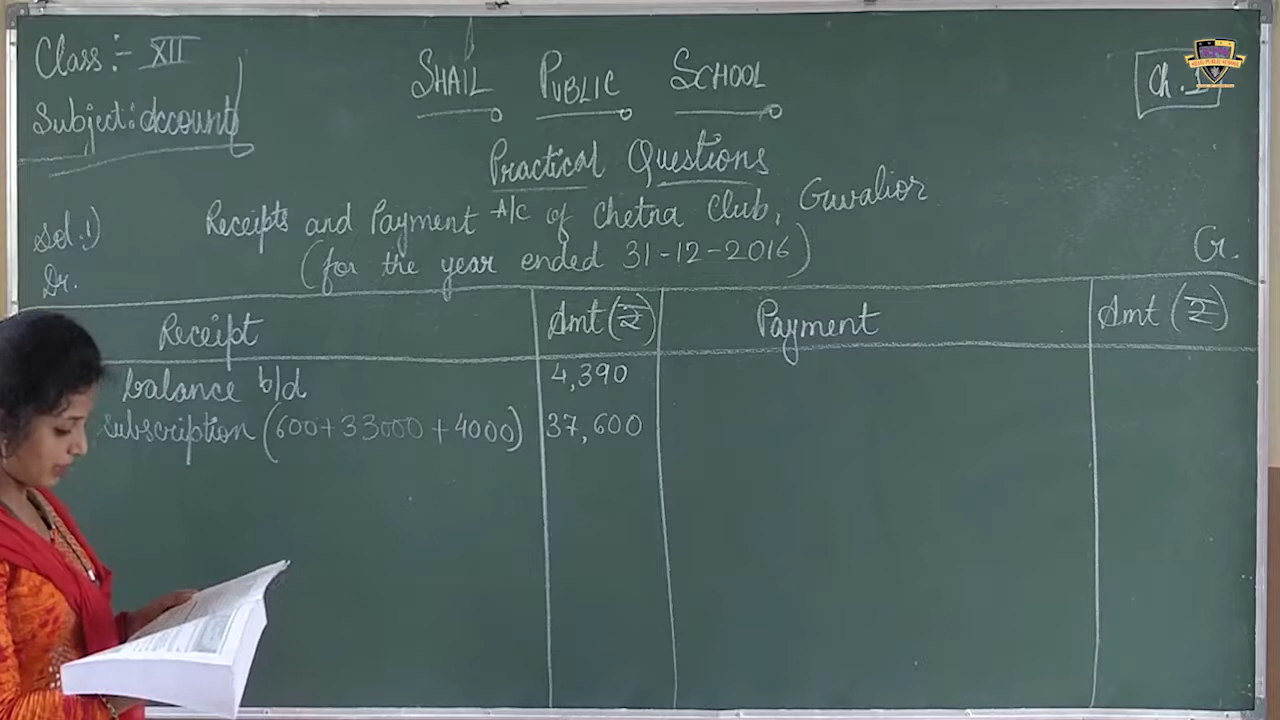 Class:- XII
SHAIL PUBLIC SCHOOL
Ch. 1
Subject: Account
Practical Questions
Sol.1)
Receipts and Payment A/C of Chetna Club, Gwalior
(for the year ended 31-12-2016)
Dr.
Cr.
Receipt Amt (₹) Payment Amt (₹)
balance b/d 4,390
Subscription (600+33000+4000) 37,600